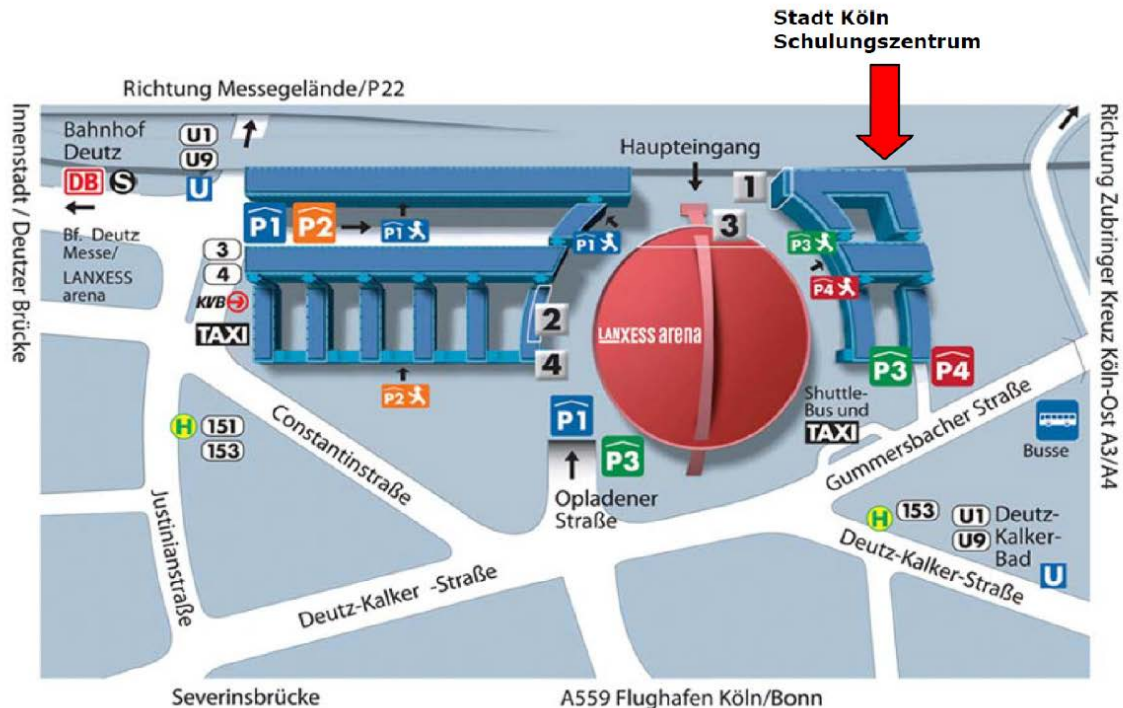 Stadt Köln
Schulungszentrum
Richtung Messegelände/P22
Innenstadt / Deutzer Brücke
Bahnhof
Deutz
U1
U9
U
DB S
Bf. Deutz
Messe/
LANXESS
arena
3
4
KVB
TAXI
P1 P2
P1
P1
Haupteingang
1
3
P3
P4
2
4
P2
LANXESS arena
P3 P4
Shuttle-
Bus und
TAXI
P1
P3
Opladener
Straße
H 151
153
Constantinstraße
Justinianstraße
Deutz-Kalker -Straße
Gummersbacher Straße
Busse
H 153
U1 Deutz-
U9 Kalker-
Bad
U
Deutz-Kalker-Straße
Richtung Zubringer Kreuz Köln-Ost A3/A4
Severinsbrücke
A559 Flughafen Köln/Bonn